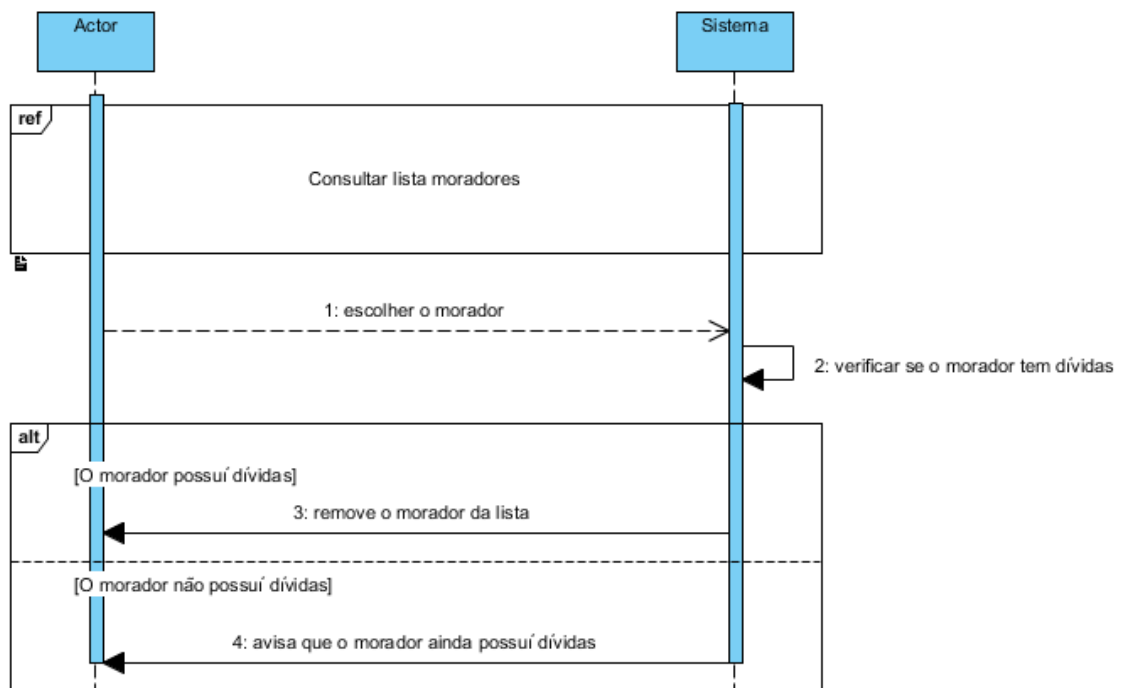 Actor
Sistema
ref
Consultar lista moradores
1: escolher o morador
2: verificar se o morador tem dívidas
alt
[O morador possuí dívidas]
3: remove o morador da lista
[O morador não possuí dívidas]
4: avisa que o morador ainda possuí dívidas